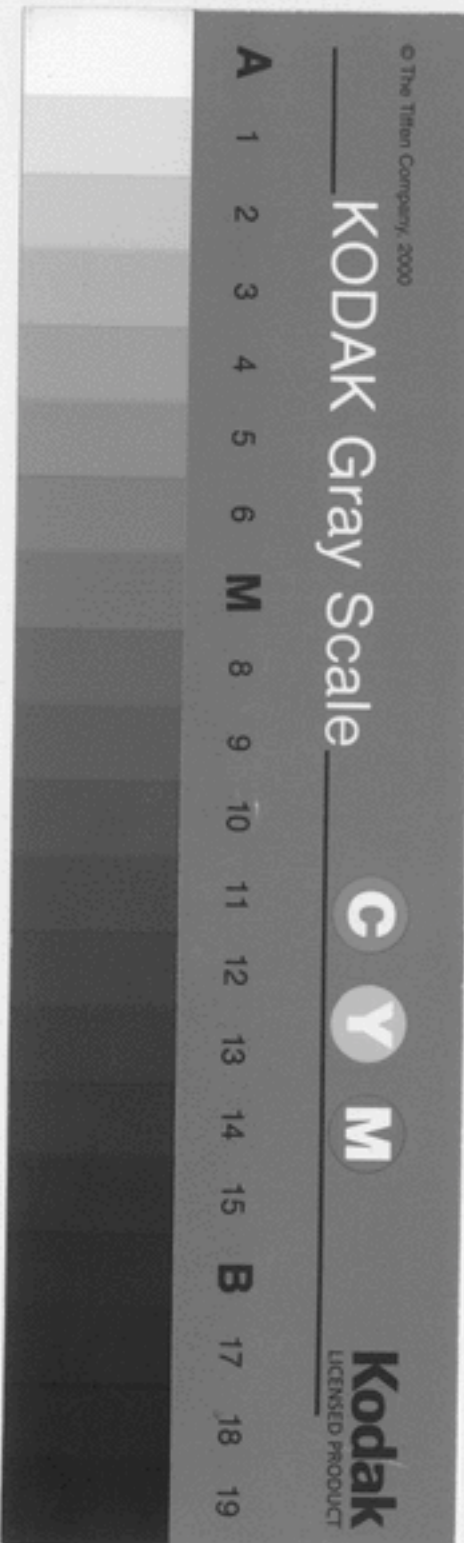 © The Tiffen Company, 2000
KODAK Gray Scale
C Y M
Kodak
LICENSED PRODUCT
A 1 2 3 4 5 6 M 8 9 10 11 12 13 14 15 B 17 18 19